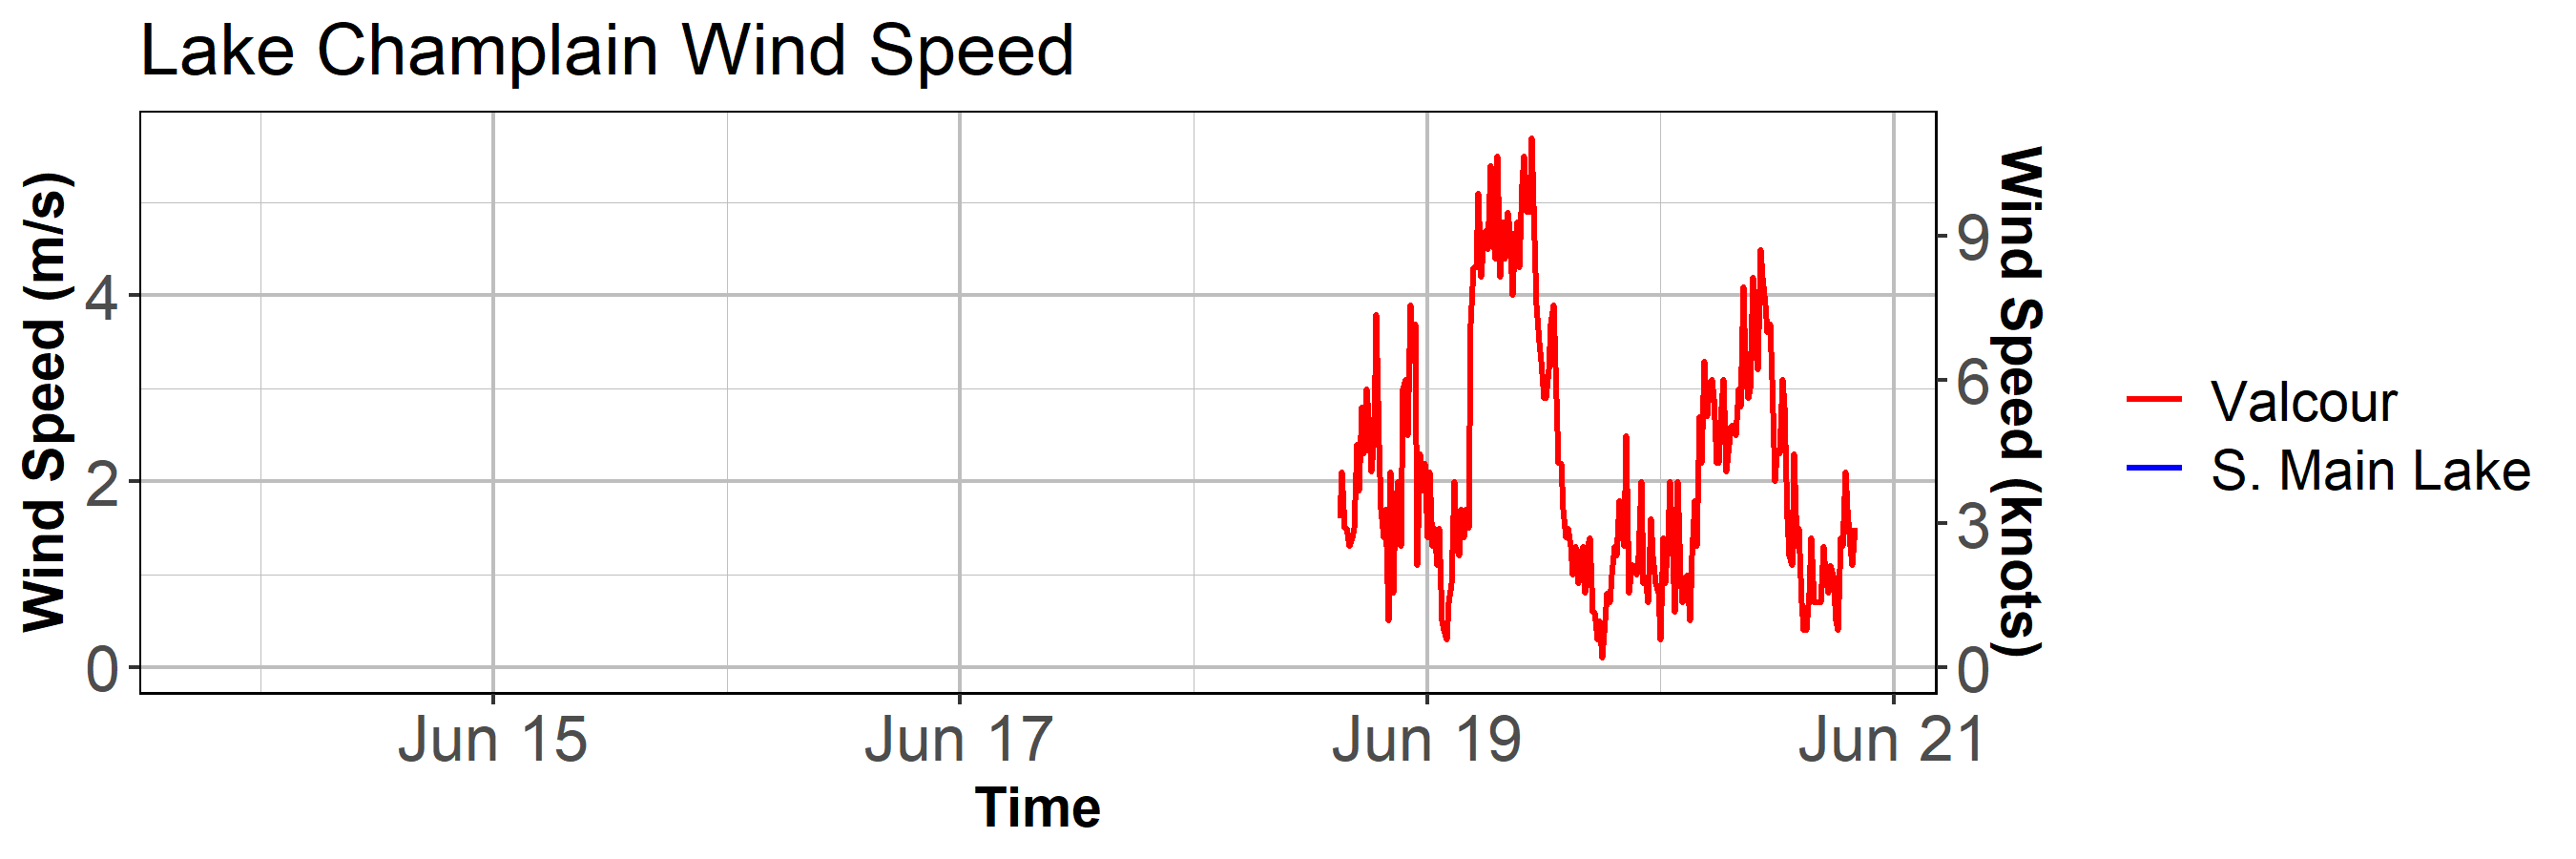 Lake Champlain Wind Speed
Wind Speed (m/s)
4
2
0
9
6
3
0
Wind Speed (knots)
Jun 15
Jun 17
Jun 19
Jun 21
Time
Valcour
S. Main Lake